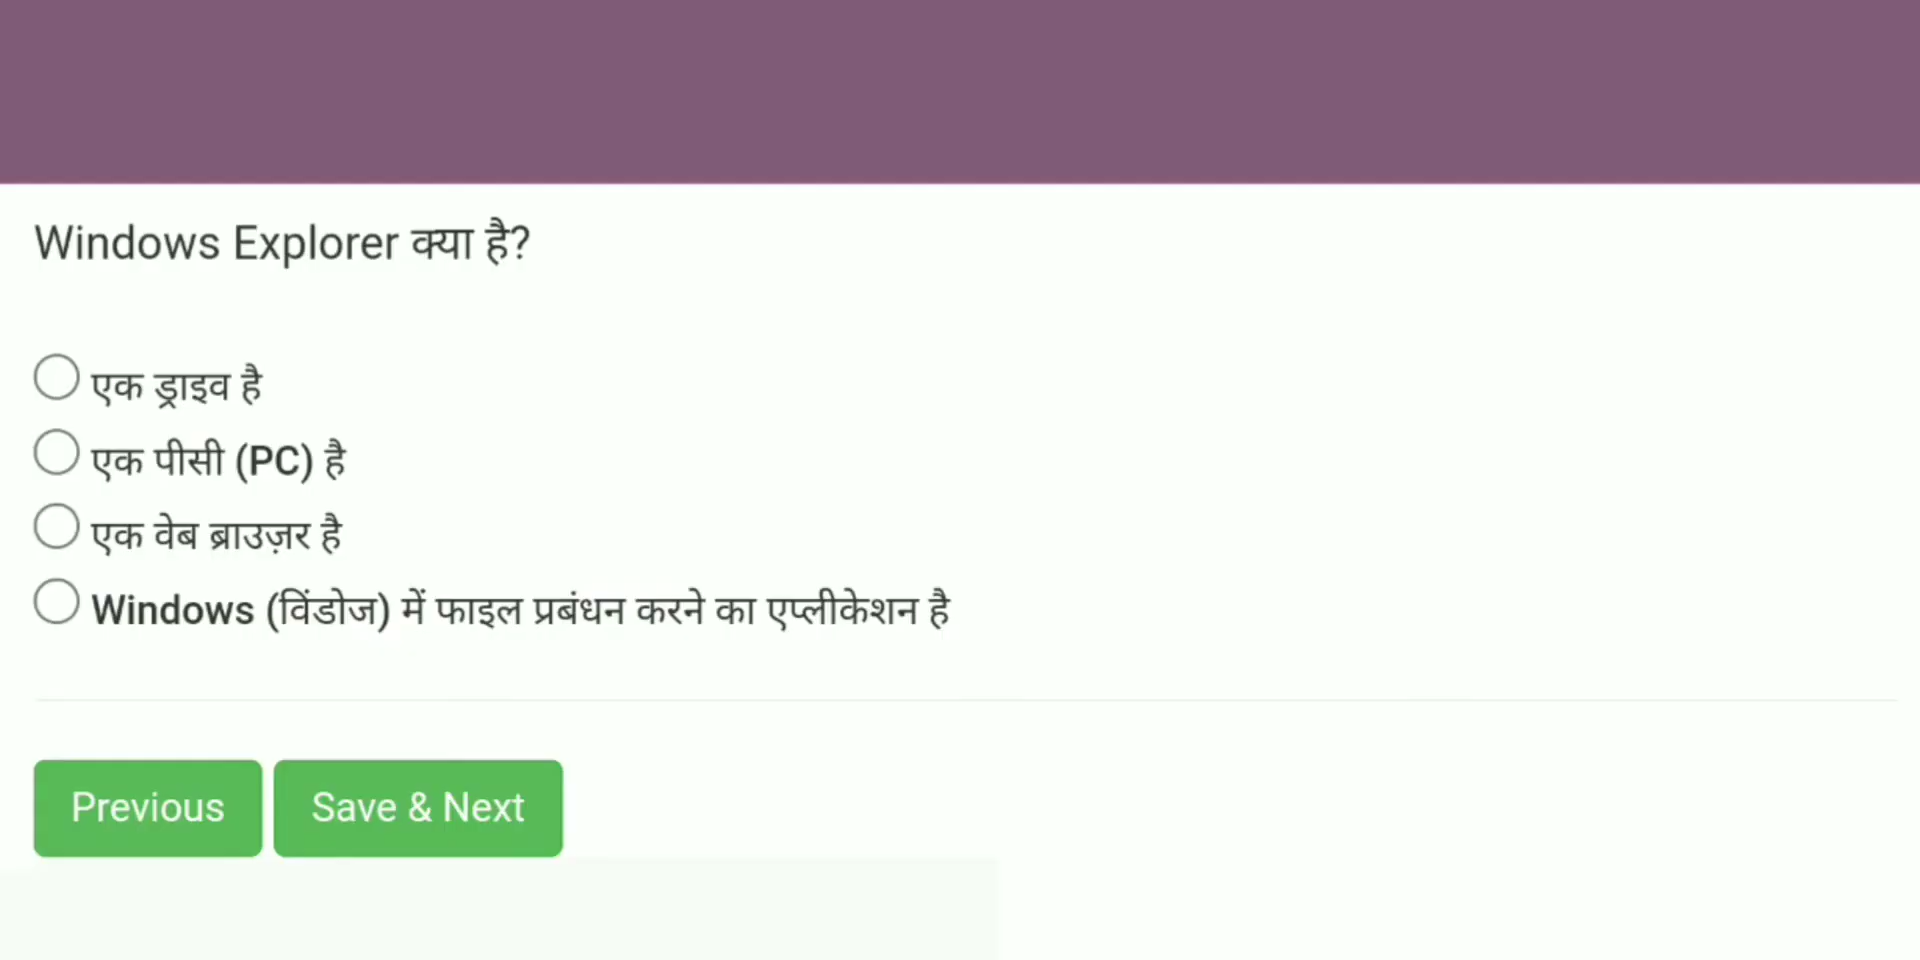 Windows Explorer क्या है?
एक ड्राइव है
एक पीसी (PC) है
एक वेब ब्राउज़र है
Windows (विंडोज) में फाइल प्रबंधन करने का एप्लीकेशन है
Previous Save & Next